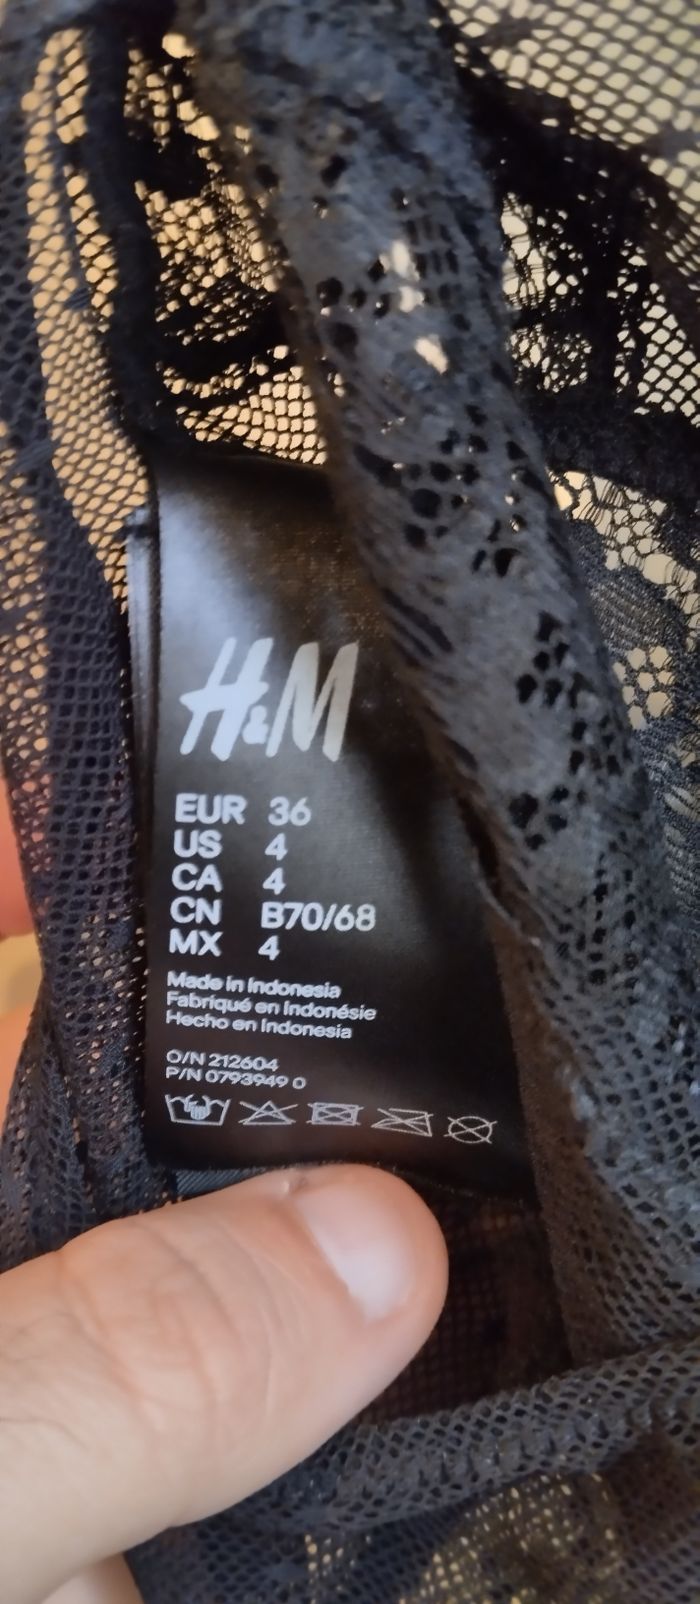 H&M
EUR 36
US 4
CA 4
CN B70/68
MX 4
Made in Indonesia
Fabriqué en Indonésie
Hecho en Indonesia
O/N 212604
P/N 0793949 0